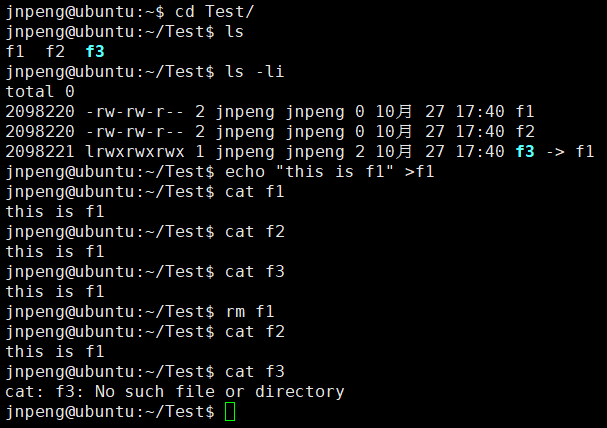 jnpeng@ubuntu:~$ cd Test/
jnpeng@ubuntu:~/Test$ ls
f1  f2  f3
jnpeng@ubuntu:~/Test$ ls -li
total 0
2098220 -rw-rw-r-- 2 jnpeng jnpeng 0 10月 27 17:40 f1
2098220 -rw-rw-r-- 2 jnpeng jnpeng 0 10月 27 17:40 f2
2098221 lrwxrwxrwx 1 jnpeng jnpeng 2 10月 27 17:40 f3 -> f1
jnpeng@ubuntu:~/Test$ echo "this is f1" >f1
jnpeng@ubuntu:~/Test$ cat f1
this is f1
jnpeng@ubuntu:~/Test$ cat f2
this is f1
jnpeng@ubuntu:~/Test$ cat f3
this is f1
jnpeng@ubuntu:~/Test$ rm f1
jnpeng@ubuntu:~/Test$ cat f2
this is f1
jnpeng@ubuntu:~/Test$ cat f3
cat: f3: No such file or directory
jnpeng@ubuntu:~/Test$